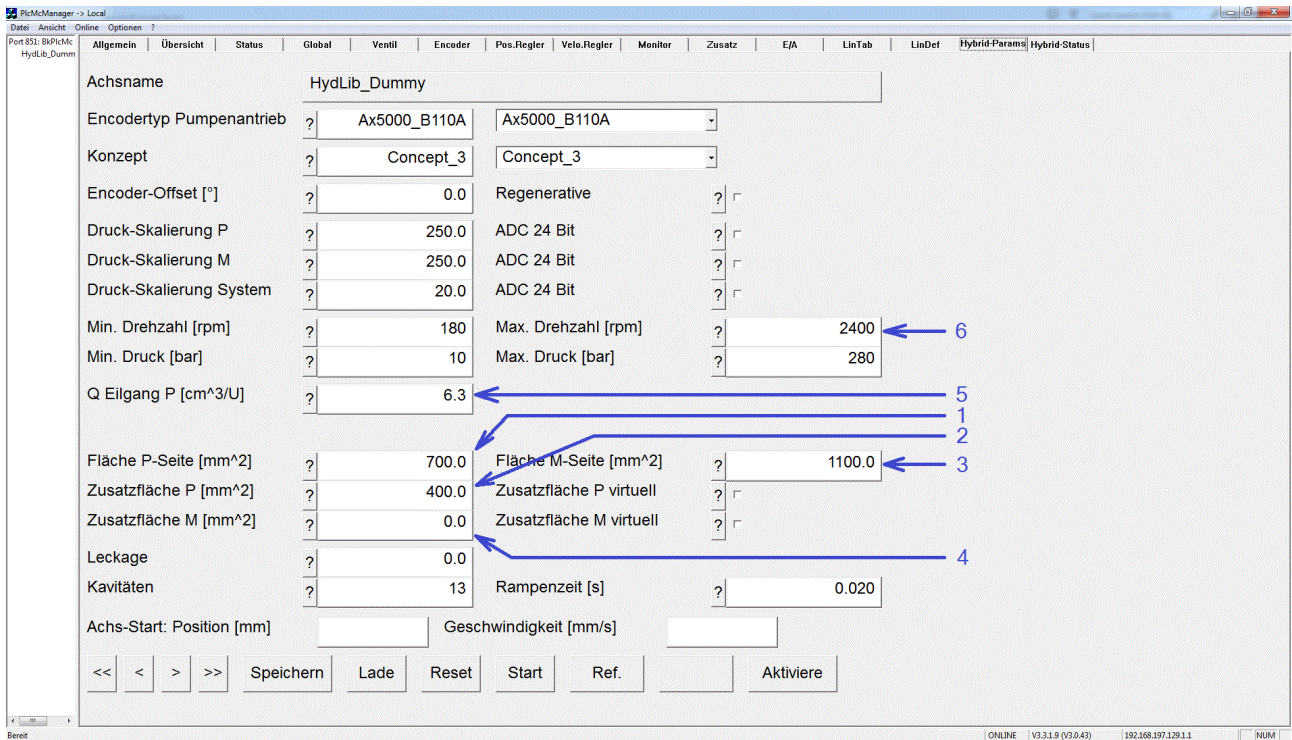 PlcMcManager -> Local
Datei Ansicht Online Optionen ?
Port 851: BkPlcMc
HydLib_Dumm
Allgemein Übersicht Status Global Ventil Encoder Pos.Regler Velo.Regler Monitor Zusatz E/A LinTab LinDef Hybrid-Params Hybrid-Status
Achsname HydLib_Dummy
Encodertyp Pumpenantrieb ? Ax5000_B110A Ax5000_B110A
Konzept ? Concept_3 Concept_3
Encoder-Offset [°] ? 0.0 Regenerative ?
Druck-Skalierung P ? 250.0 ADC 24 Bit ?
Druck-Skalierung M ? 250.0 ADC 24 Bit ?
Druck-Skalierung System ? 20.0 ADC 24 Bit ?
Min. Drehzahl [rpm] ? 180 Max. Drehzahl [rpm] ? 2400 6
Min. Druck [bar] ? 10 Max. Druck [bar] ? 280
Q Eilgang P [cm^3/U] ? 6.3 5
1
2
Fläche P-Seite [mm^2] ? 700.0 Fläche M-Seite [mm^2] ? 1100.0 3
Zusatzfläche P [mm^2] ? 400.0 Zusatzfläche P virtuell ?
Zusatzfläche M [mm^2] ? 0.0 Zusatzfläche M virtuell ?
Leckage ? 0.0 4
Kavitäten ? 13 Rampenzeit [s] ? 0.020
Achs-Start: Position [mm] Geschwindigkeit [mm/s]
<< < > >> Speichern Lade Reset Start Ref. Aktiviere
Bereit ONLINE V3.3.1.9 (V3.0.43) 192.168.197.129.1.1 NUM